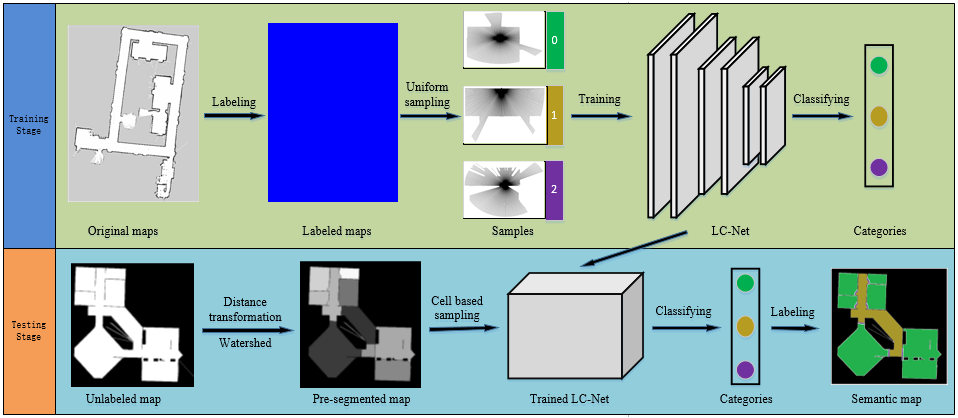 Training
Stage
Labeling
Uniform
sampling
0
1
2
Training
Classifying
Original maps
Labeled maps
Samples
LC-Net
Categories
Testing
Stage
Distance
transformation
Watershed
Cell based
sampling
Classifying
Labeling
Unlabeled map
Pre-segmented map
Trained LC-Net
Categories
Semantic map